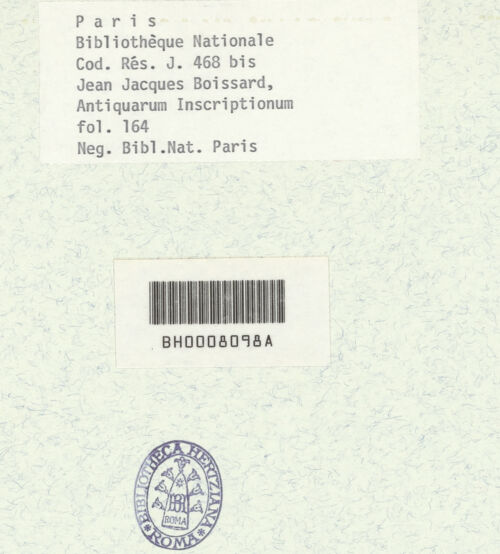 P a r i s
Bibliothèque Nationale
Cod. Rés. J. 468 bis
Jean Jacques Boissard,
Antiquarum Inscriptionum
fol. 164
Neg. Bibl.Nat. Paris
BH0008098A
BIBLIOTHECA HERTZIANA
BH
ROMA
* ROMA *